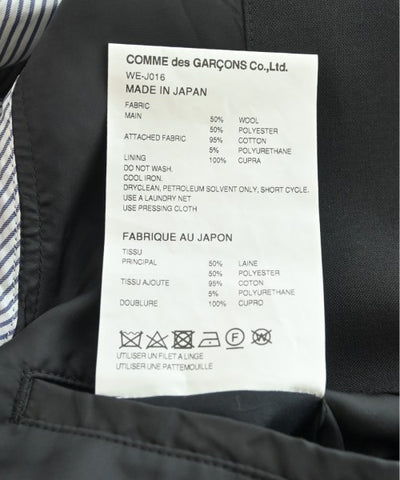 COMME des GARÇONS Co.,Ltd.
WE-J016
MADE IN JAPAN
FABRIC
MAIN 50% WOOL
50% POLYESTER
ATTACHED FABRIC 95% COTTON
5% POLYURETHANE
LINING 100% CUPRA
DO NOT WASH.
COOL IRON.
DRYCLEAN, PETROLEUM SOLVENT ONLY, SHORT CYCLE.
USE A LAUNDRY NET
USE PRESSING CLOTH
FABRIQUE AU JAPON
TISSU
PRINCIPAL 50% LAINE
50% POLYESTER
TISSU AJOUTE 95% COTON
5% POLYURETHANE
DOUBLURE 100% CUPRO
UTILISER UN FILET A LINGE
UTILISER UNE PATTEMOUILLE